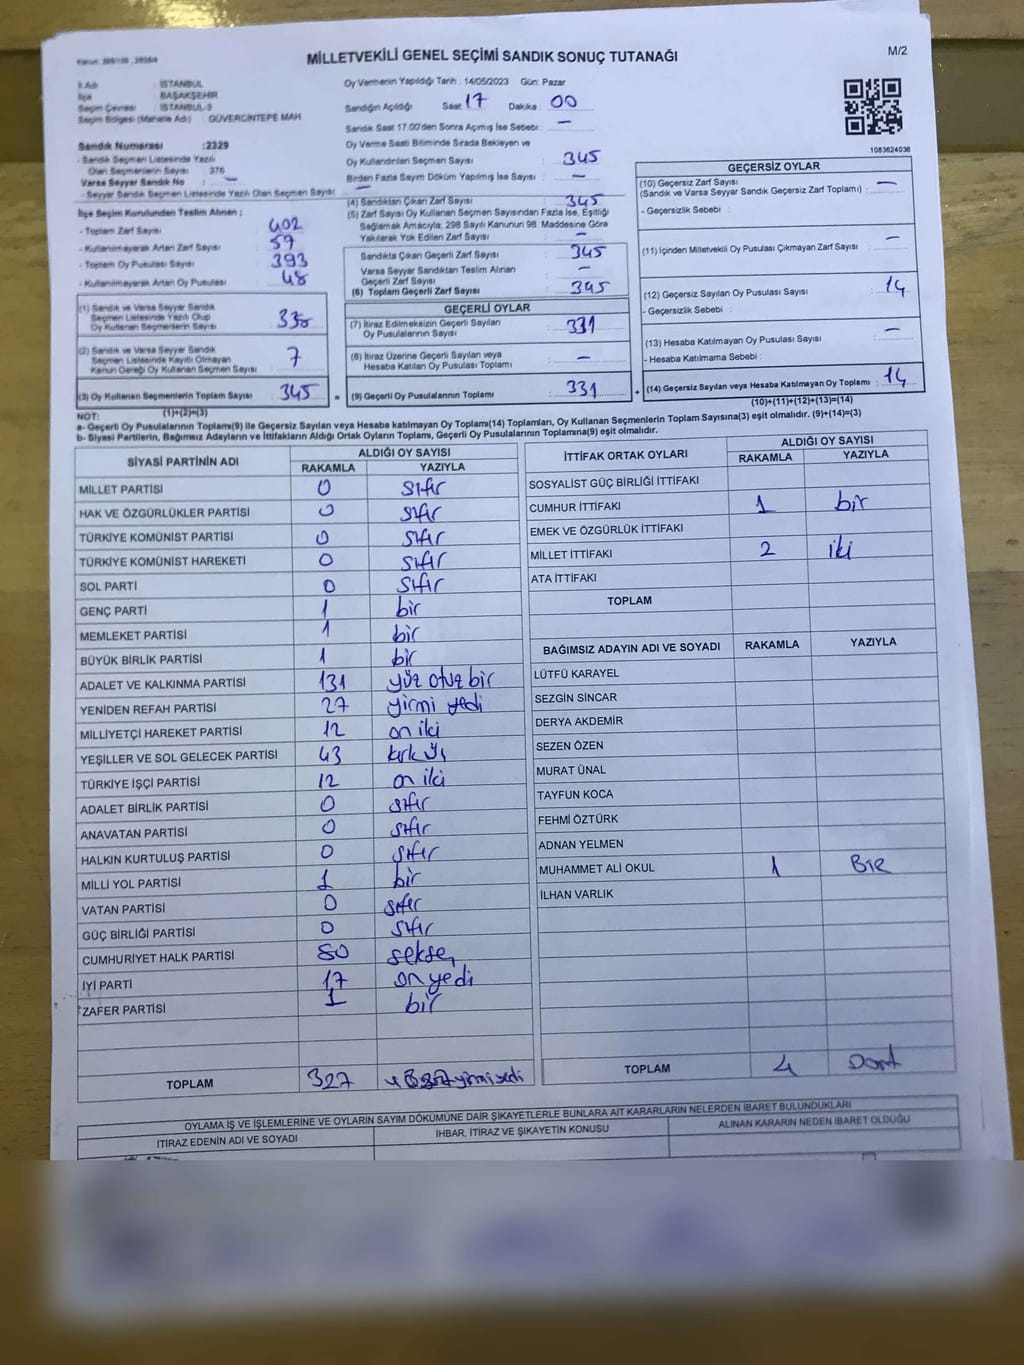 MİLLETVEKİLİ GENEL SEÇİMİ SANDIK SONUÇ TUTANAĞI
M/2
İli Adı : İSTANBUL
İlçe : BAŞAKŞEHİR
Seçim Çevresi : İSTANBUL-3
Seçim Bölgesi (Mahalle Adı) : GÜVERCİNTEPE MAH.
Sandık Numarası :2329
- Sandık Seçmen Listesinde Yazılı
Olan Seçmenlerin Sayısı : 376
Varsa Seyyar Sandık No : –
- Seyyar Sandık Seçmen Listesinde Yazılı Olan Seçmen Sayısı: –
Oy Vermenin Yapıldığı Tarih : 14/05/2023 Gün: Pazar
Sandığın Açıldığı Saat : 17 Dakika : 00
Sandık Saat 17.00'den Sonra Açılmış İse Sebebi : –
Oy Verme Saati Bitiminde Sırada Bekleyen ve
Oy Kullandırılan Seçmen Sayısı : 345
Birden Fazla Sayım Döküm Yapılmış İse Sayısı : –
1083624036
İlçe Seçim Kurulundan Teslim Alınan ;
- Toplam Zarf Sayısı : 402
- Kullanılmayarak Artan Zarf Sayısı : 57
- Toplam Oy Pusulası Sayısı : 393
- Kullanılmayarak Artan Oy Pusulası : 48
(1) Sandık ve Varsa Seyyar Sandık
Seçmen Listesinde Yazılı Olup
Oy Kullanan Seçmenlerin Sayısı : 338
(2) Sandık ve Varsa Seyyar Sandık
Seçmen Listesinde Kayıtlı Olmayan
Kanun Gereği Oy Kullanan Seçmen Sayısı : 7
(3) Oy Kullanan Seçmenlerin Toplam Sayısı : 345 =
(1)+(2)=(3)
(4) Sandıktan Çıkan Zarf Sayısı : 345
(5) Zarf Sayısı Oy Kullanan Seçmen Sayısından Fazla İse, Eşitliği
Sağlamak Amacıyla, 298 Sayılı Kanunun 98. Maddesine Göre
Yakılarak Yok Edilen Zarf Sayısı : –
Sandıkta Çıkan Geçerli Zarf Sayısı : 345
Varsa Seyyar Sandıktan Teslim Alınan
Geçerli Zarf Sayısı : –
(6) Toplam Geçerli Zarf Sayısı : 345
GEÇERLİ OYLAR
(7) İtiraz Edilmeksizin Geçerli Sayılan
Oy Pusulalarının Sayısı : 331
(8) İtiraz Üzerine Geçerli Sayılan veya
Hesaba Katılan Oy Pusulası Toplamı : –
(9) Geçerli Oy Pusulalarının Toplamı : 331 +
GEÇERSİZ OYLAR
(10) Geçersiz Zarf Sayısı : –
(Sandık ve Varsa Seyyar Sandık Geçersiz Zarf Toplamı)
- Geçersizlik Sebebi :
(11) İçinden Milletvekili Oy Pusulası Çıkmayan Zarf Sayısı : –
(12) Geçersiz Sayılan Oy Pusulası Sayısı : 14
- Geçersizlik Sebebi :
(13) Hesaba Katılmayan Oy Pusulası Sayısı : –
- Hesaba Katılmama Sebebi :
(14) Geçersiz Sayılan veya Hesaba Katılmayan Oy Toplamı : 14
(10)+(11)+(12)+(13)=(14)
NOT:
a- Geçerli Oy Pusulalarının Toplamı(9) ile Geçersiz Sayılan veya Hesaba katılmayan Oy Toplamı(14) Toplamları, Oy Kullanan Seçmenlerin Toplam Sayısına(3) eşit olmalıdır. (9)+(14)=(3)
b- Siyasi Partilerin, Bağımsız Adayların ve İttifakların Aldığı Ortak Oyların Toplamı, Geçerli Oy Pusulalarının Toplamına(9) eşit olmalıdır.
SİYASİ PARTİNİN ADI ALDIĞI OY SAYISI
RAKAMLA YAZIYLA
MİLLET PARTİSİ 0 sıfır
HAK VE ÖZGÜRLÜKLER PARTİSİ 0 sıfır
TÜRKİYE KOMÜNİST PARTİSİ 0 sıfır
TÜRKİYE KOMÜNİST HAREKETİ 0 sıfır
SOL PARTİ 0 sıfır
GENÇ PARTİ 1 bir
MEMLEKET PARTİSİ 1 bir
BÜYÜK BİRLİK PARTİSİ 1 bir
ADALET VE KALKINMA PARTİSİ 131 yüz otuz bir
YENİDEN REFAH PARTİSİ 27 yirmi yedi
MİLLİYETÇİ HAREKET PARTİSİ 12 on iki
YEŞİLLER VE SOL GELECEK PARTİSİ 43 kırk üç
TÜRKİYE İŞÇİ PARTİSİ 12 on iki
ADALET BİRLİK PARTİSİ 0 sıfır
ANAVATAN PARTİSİ 0 sıfır
HALKIN KURTULUŞ PARTİSİ 0 sıfır
MİLLİ YOL PARTİSİ 1 bir
VATAN PARTİSİ 0 sıfır
GÜÇ BİRLİĞİ PARTİSİ 0 sıfır
CUMHURİYET HALK PARTİSİ 80 seksen
İYİ PARTİ 17 on yedi
ZAFER PARTİSİ 1 bir
TOPLAM 327 yirmi yedi
İTTİFAK ORTAK OYLARI ALDIĞI OY SAYISI
RAKAMLA YAZIYLA
SOSYALİST GÜÇ BİRLİĞİ İTTİFAKI
CUMHUR İTTİFAKI 1 bir
EMEK VE ÖZGÜRLÜK İTTİFAKI
MİLLET İTTİFAKI 2 iki
ATA İTTİFAKI
TOPLAM
BAĞIMSIZ ADAYIN ADI VE SOYADI RAKAMLA YAZIYLA
LÜTFÜ KARAYEL
SEZGİN SİNCAR
DERYA AKDEMİR
SEZEN ÖZEN
MURAT ÜNAL
TAYFUN KOCA
FEHMİ ÖZTÜRK
ADNAN YELMEN
MUHAMMET ALİ OKUL 1 BİR
İLHAN VARLIK
TOPLAM 4 Dört
OYLAMA İŞ VE İŞLEMLERİNE VE OYLARIN SAYIM DÖKÜMÜNE DAİR ŞİKAYETLERLE BUNLARA AİT KARARLARIN NELERDEN İBARET BULUNDUKLARI
İTİRAZ EDENİN ADI VE SOYADI İHBAR, İTİRAZ VE ŞİKAYETİN KONUSU ALINAN KARARIN NEDEN İBARET OLDUĞU